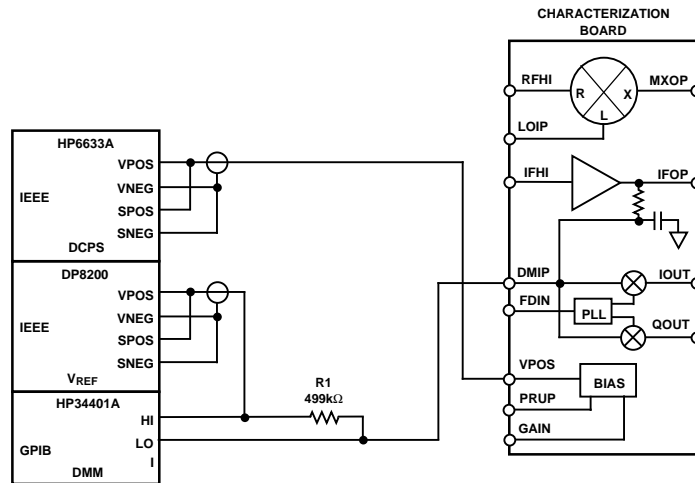 CHARACTERIZATION
BOARD
HP6633A
VPOS
VNEG
IEEE
SPOS
SNEG
DCPS
DP8200
VPOS
VNEG
IEEE
SPOS
SNEG
VREF
HP34401A
HI
LO
GPIB
I
DMM
R1
499kΩ
RFHI
R
X
L
MXOP
LOIP
IFHI
IFOP
DMIP
IOUT
FDIN
PLL
QOUT
VPOS
BIAS
PRUP
GAIN